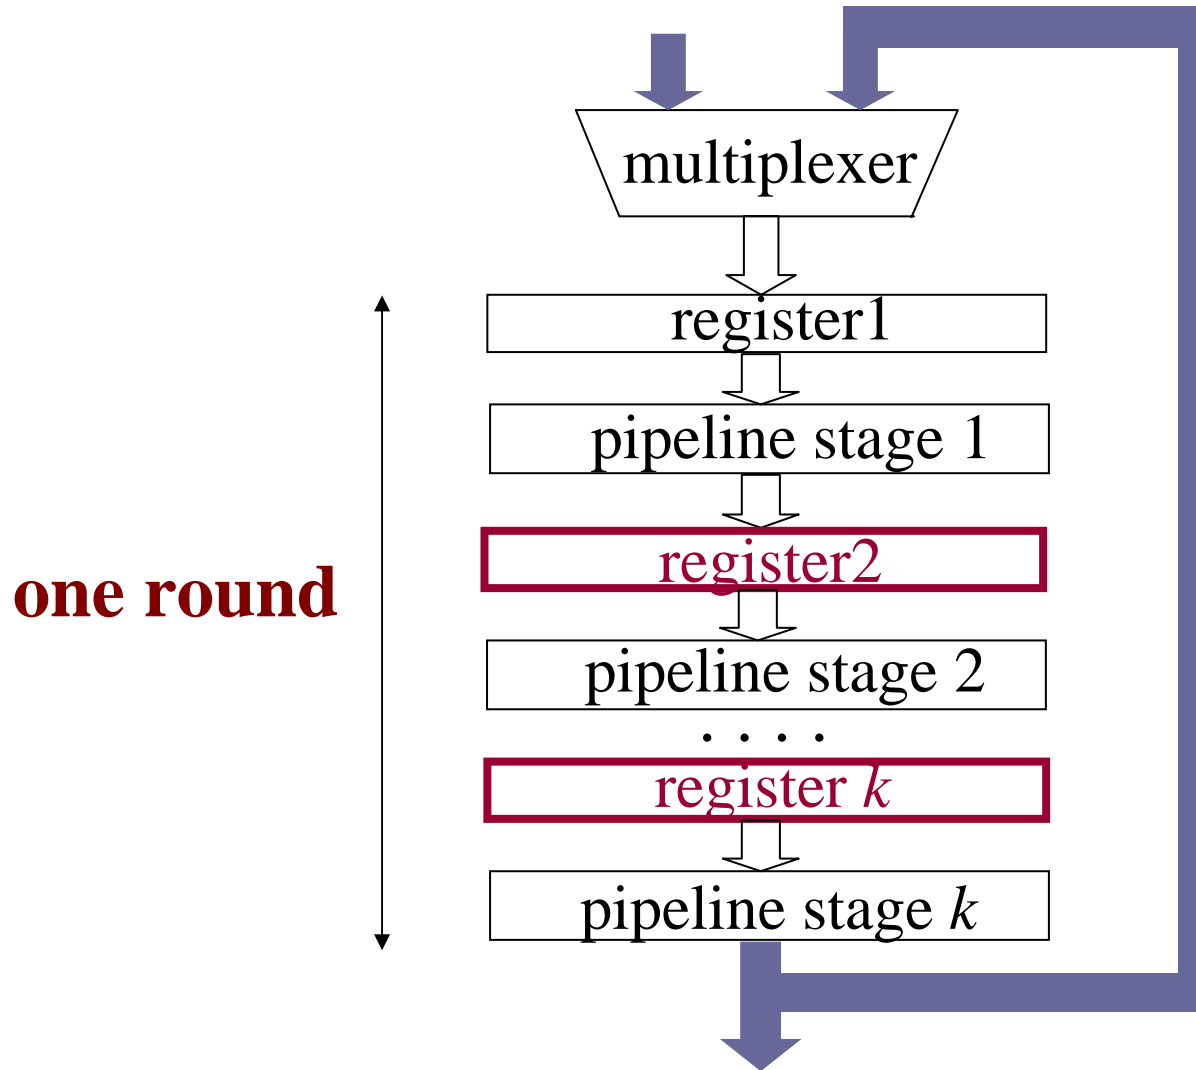 multiplexer
register1
pipeline stage 1
register2
one round
pipeline stage 2
. . . .
register k
pipeline stage k